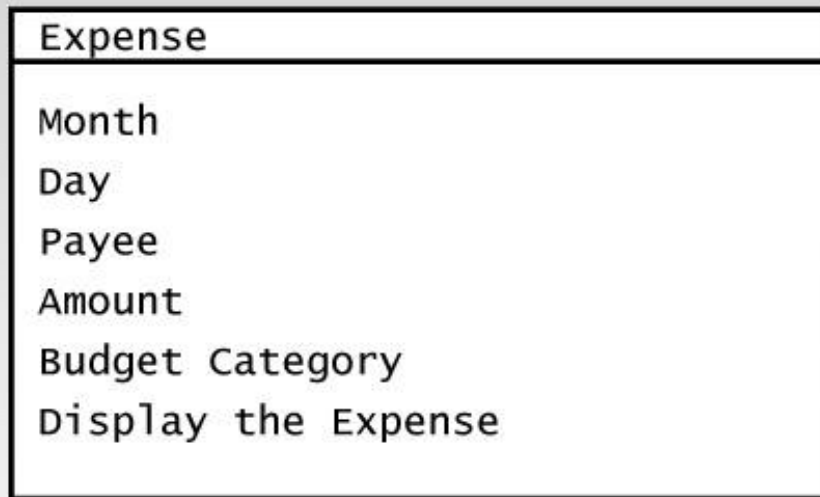 Expense
Month
Day
Payee
Amount
Budget Category
Display the Expense